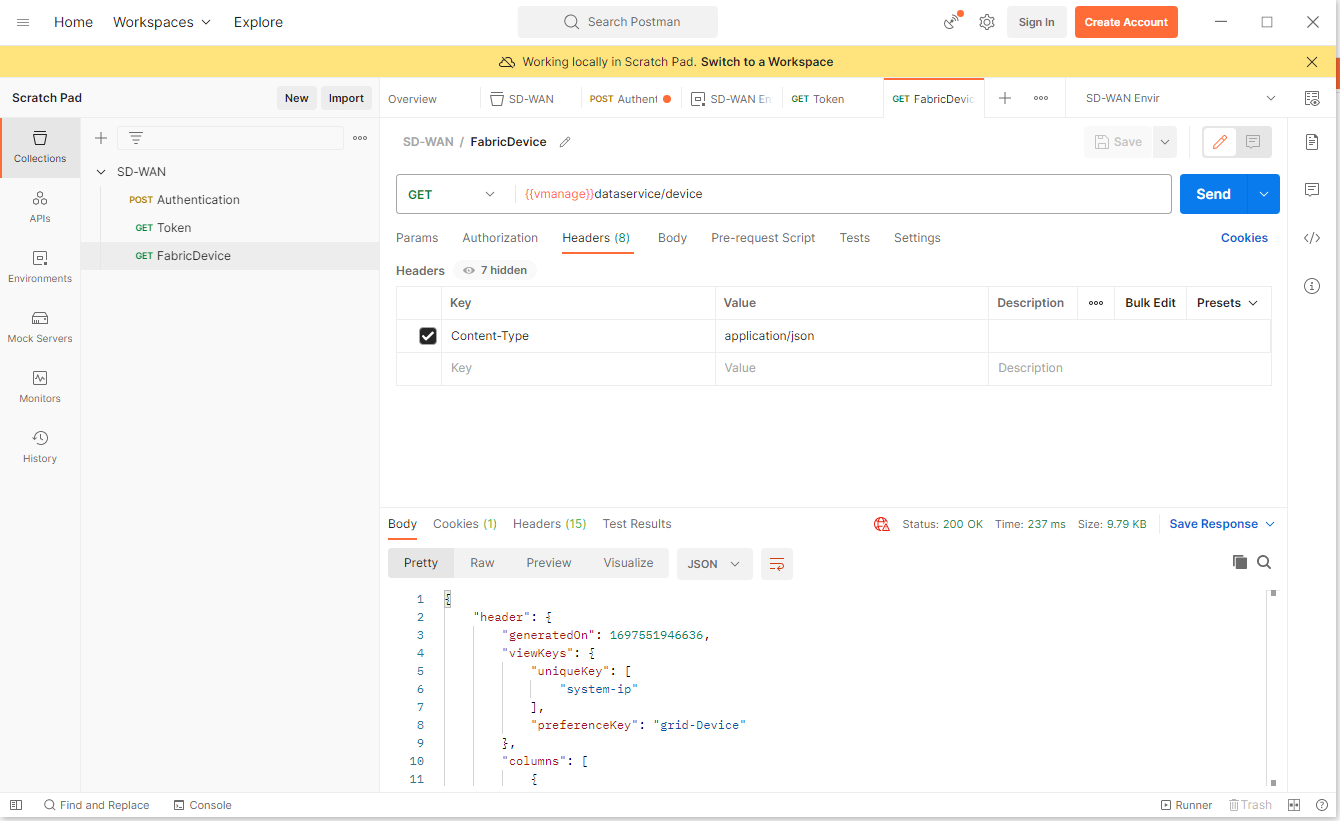 Home Workspaces Explore Search Postman Sign In Create Account
Working locally in Scratch Pad. Switch to a Workspace
Scratch Pad New Import Overview SD-WAN POST Authent SD-WAN En GET Token GET FabricDevic SD-WAN Envir
Collections
APIs
Environments
Mock Servers
Monitors
History
SD-WAN
POST Authentication
GET Token
GET FabricDevice
SD-WAN / FabricDevice Save
GET {{vmanage}}dataservice/device Send
Params Authorization Headers (8) Body Pre-request Script Tests Settings Cookies
Headers 7 hidden
Key Value Description Bulk Edit Presets
Content-Type application/json
Key Value Description
Body Cookies (1) Headers (15) Test Results Status: 200 OK Time: 237 ms Size: 9.79 KB Save Response
Pretty Raw Preview Visualize JSON
1 {
2 "header": {
3 "generatedOn": 1697551946636,
4 "viewKeys": {
5 "uniqueKey": [
6 "system-ip"
7 ],
8 "preferenceKey": "grid-Device"
9 },
10 "columns": [
11 {
Find and Replace Console Runner Trash